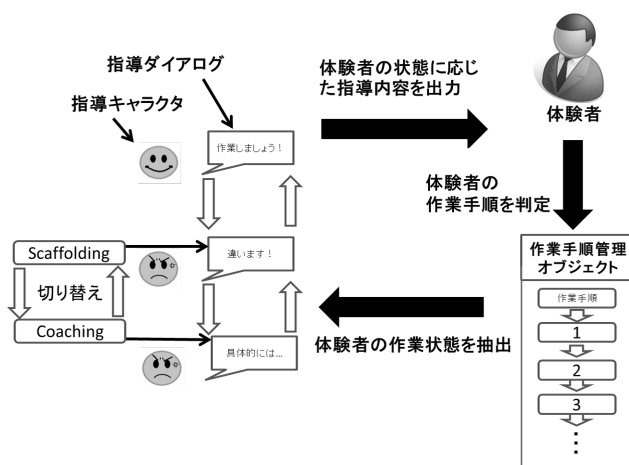 指導ダイアログ
指導キャラクタ
作業しましょう！
体験者の状態に応じ
た指導内容を出力
体験者
体験者の
作業手順を判定
Scaffolding
切り替え
Coaching
違います！
具体的には...
体験者の作業状態を抽出
作業手順管理
オブジェクト
作業手順
1
2
3
⋮